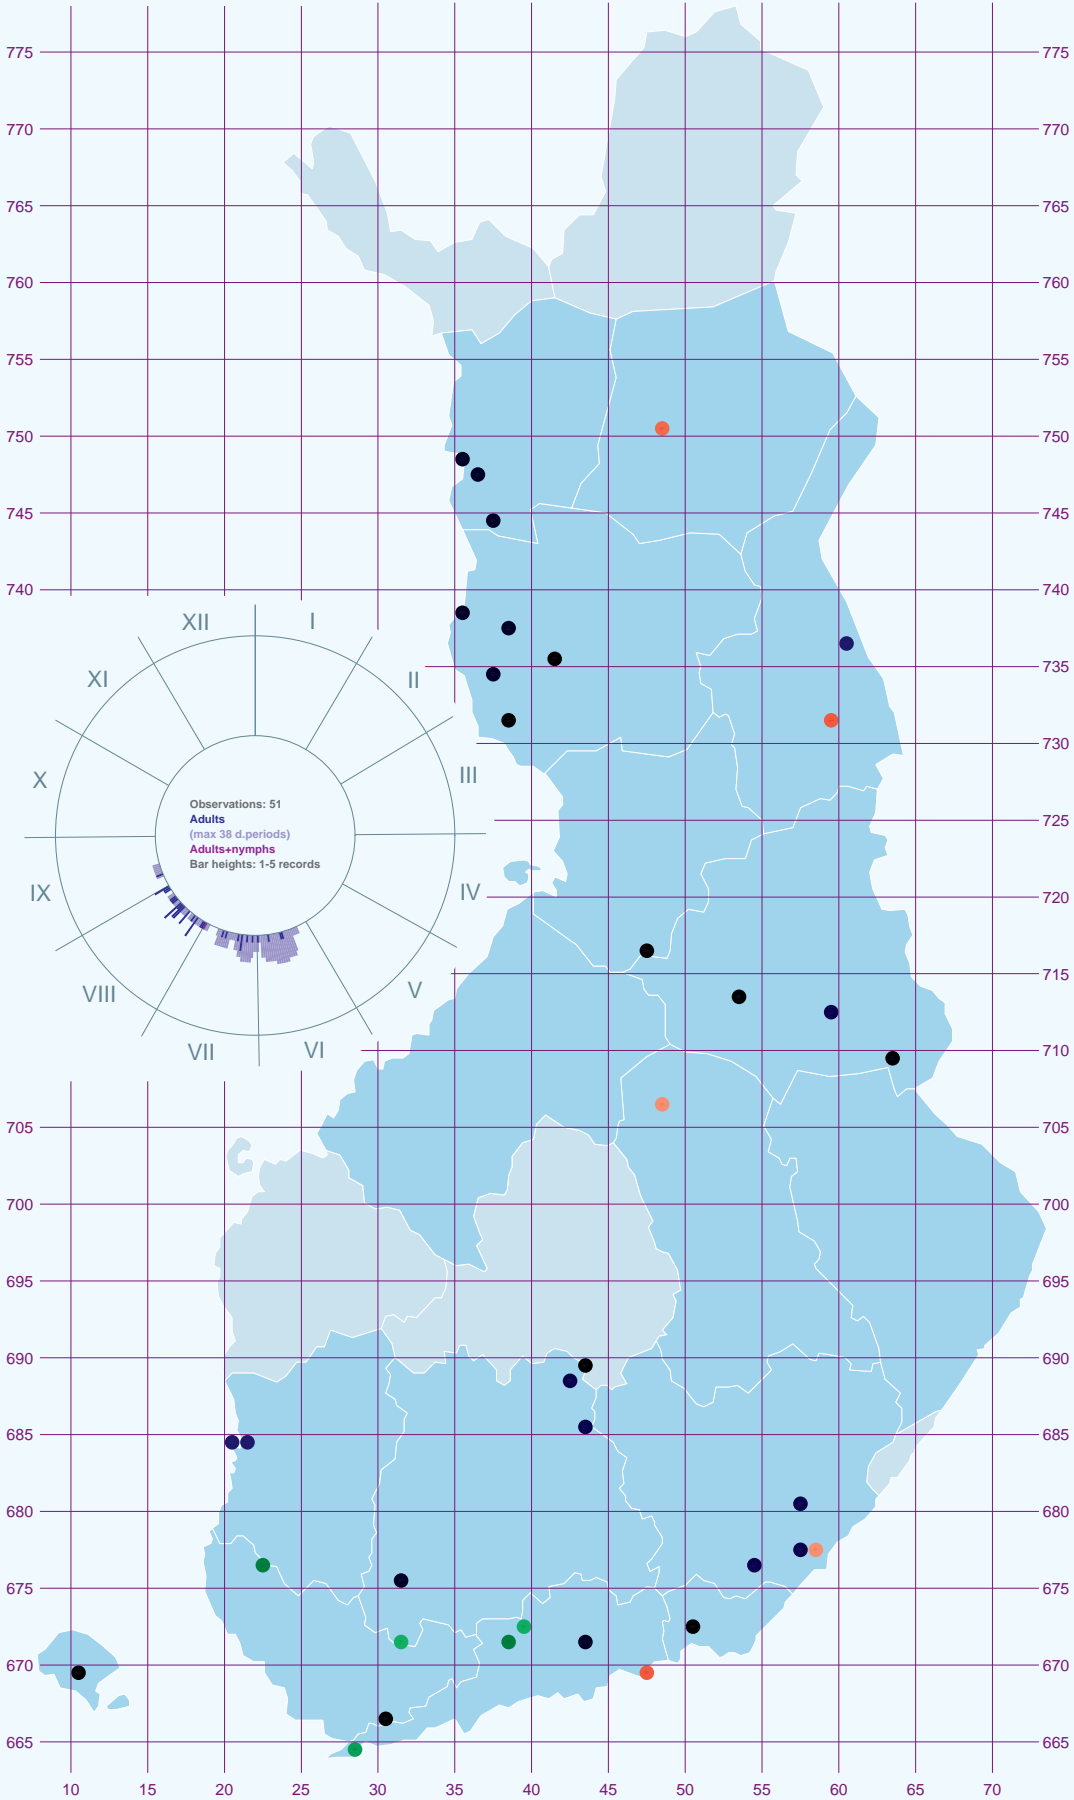 775 775
770 770
765 765
760 760
755 755
750 750
745 745
740 740
XII I
XI II
735
X III
730
Observations: 51
Adults
(max 38 d.periods)
Adults+nymphs
Bar heights: 1-5 records
725
IX IV
720
VIII V
715
VII VI
710
705 705
700 700
695 695
690 690
685 685
680 680
675 675
670 670
665 665
10 15 20 25 30 35 40 45 50 55 60 65 70